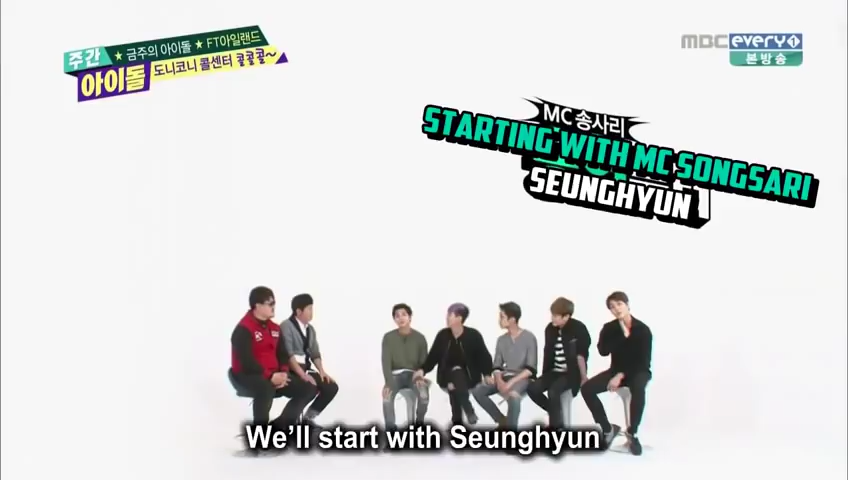 주간
아이돌
★ 금주의 아이돌 ★ FT아일랜드
도니코니 콜센터 콜콜콜~
MBC every1
본방송
MC 송사리
STARTING WITH MC SONGSARI
SEUNGHYUN
We'll start with Seunghyun